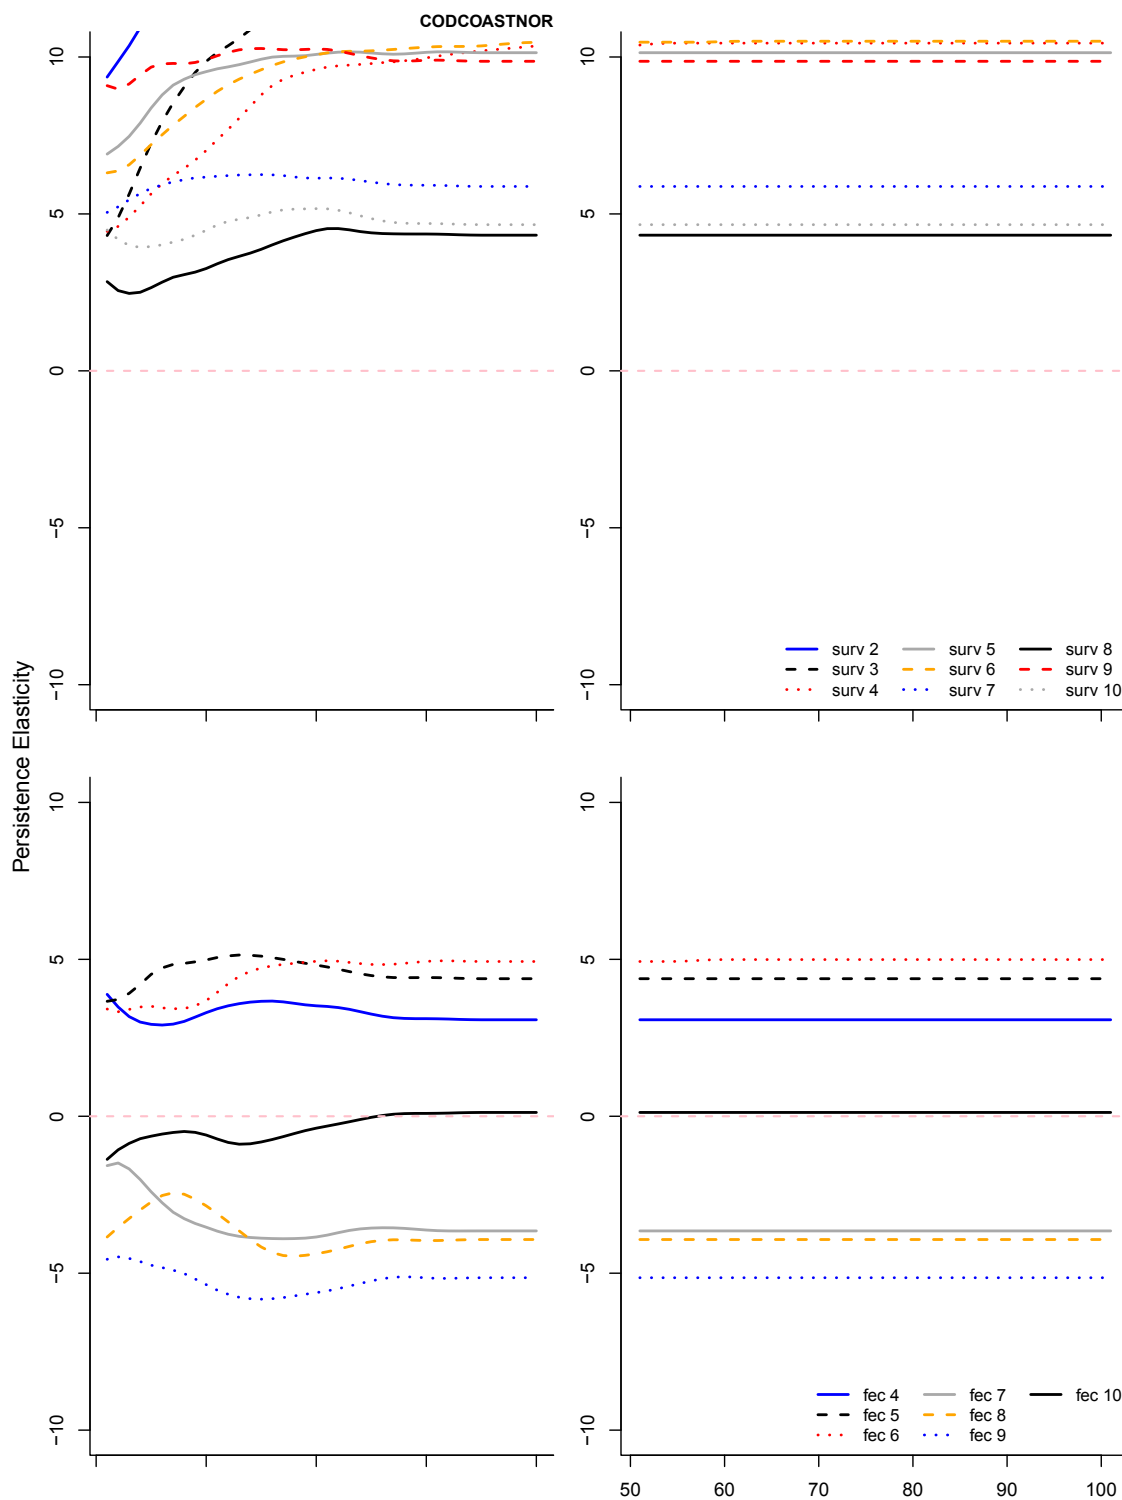 CODCOASTNOR
10
5
0
−5
−10
10
5
0
−5
−10
surv 2 surv 5 surv 8
surv 3 surv 6 surv 9
surv 4 surv 7 surv 10
Persistence Elasticity
10
5
0
−5
−10
10
5
0
−5
−10
fec 4 fec 7 fec 10
fec 5 fec 8
fec 6 fec 9
50 60 70 80 90 100